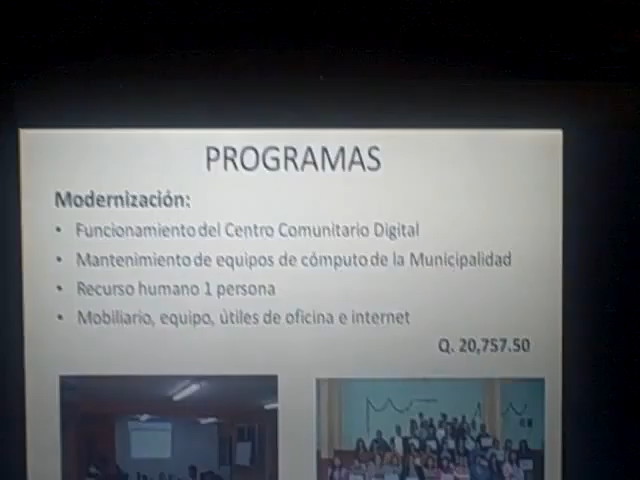 PROGRAMAS
Modernización:
• Funcionamiento del Centro Comunitario Digital
• Mantenimiento de equipos de cómputo de la Municipalidad
• Recurso humano 1 persona
• Mobiliario, equipo, útiles de oficina e internet
Q. 20,757.50